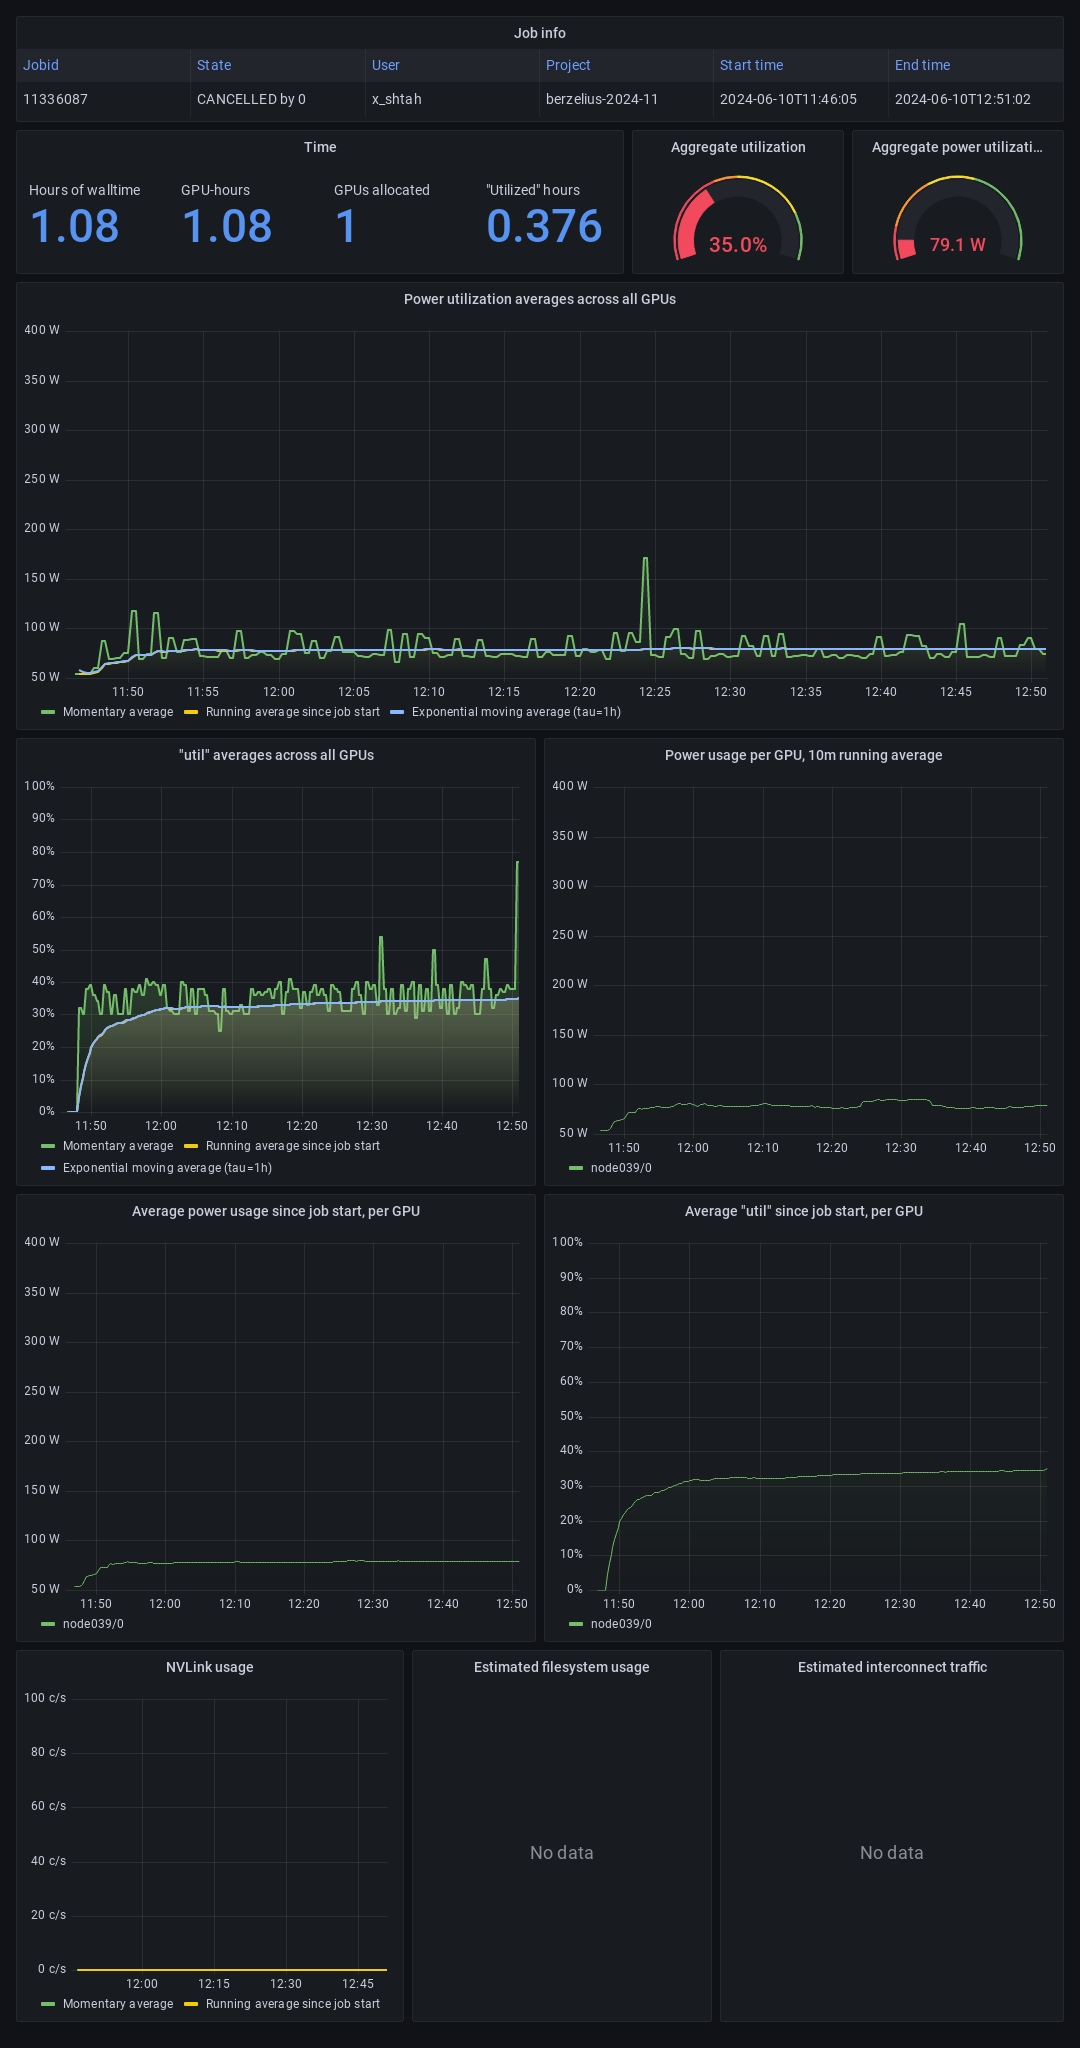 Job info
Jobid State User Project Start time End time
11336087 CANCELLED by 0 x_shtah berzelius-2024-11 2024-06-10T11:46:05 2024-06-10T12:51:02
Time
Hours of walltime GPU-hours GPUs allocated "Utilized" hours
1.08 1.08 1 0.376
Aggregate utilization
35.0%
Aggregate power utilizati...
79.1 W
Power utilization averages across all GPUs
400 W
350 W
300 W
250 W
200 W
150 W
100 W
50 W
11:50 11:55 12:00 12:05 12:10 12:15 12:20 12:25 12:30 12:35 12:40 12:45 12:50
Momentary average Running average since job start Exponential moving average (tau=1h)
"util" averages across all GPUs
100%
90%
80%
70%
60%
50%
40%
30%
20%
10%
0%
11:50 12:00 12:10 12:20 12:30 12:40 12:50
Momentary average Running average since job start
Exponential moving average (tau=1h)
Power usage per GPU, 10m running average
400 W
350 W
300 W
250 W
200 W
150 W
100 W
50 W
11:50 12:00 12:10 12:20 12:30 12:40 12:50
node039/0
Average power usage since job start, per GPU
400 W
350 W
300 W
250 W
200 W
150 W
100 W
50 W
11:50 12:00 12:10 12:20 12:30 12:40 12:50
node039/0
Average "util" since job start, per GPU
100%
90%
80%
70%
60%
50%
40%
30%
20%
10%
0%
11:50 12:00 12:10 12:20 12:30 12:40 12:50
node039/0
NVLink usage
100 c/s
80 c/s
60 c/s
40 c/s
20 c/s
0 c/s
12:00 12:15 12:30 12:45
Momentary average Running average since job start
Estimated filesystem usage
No data
Estimated interconnect traffic
No data